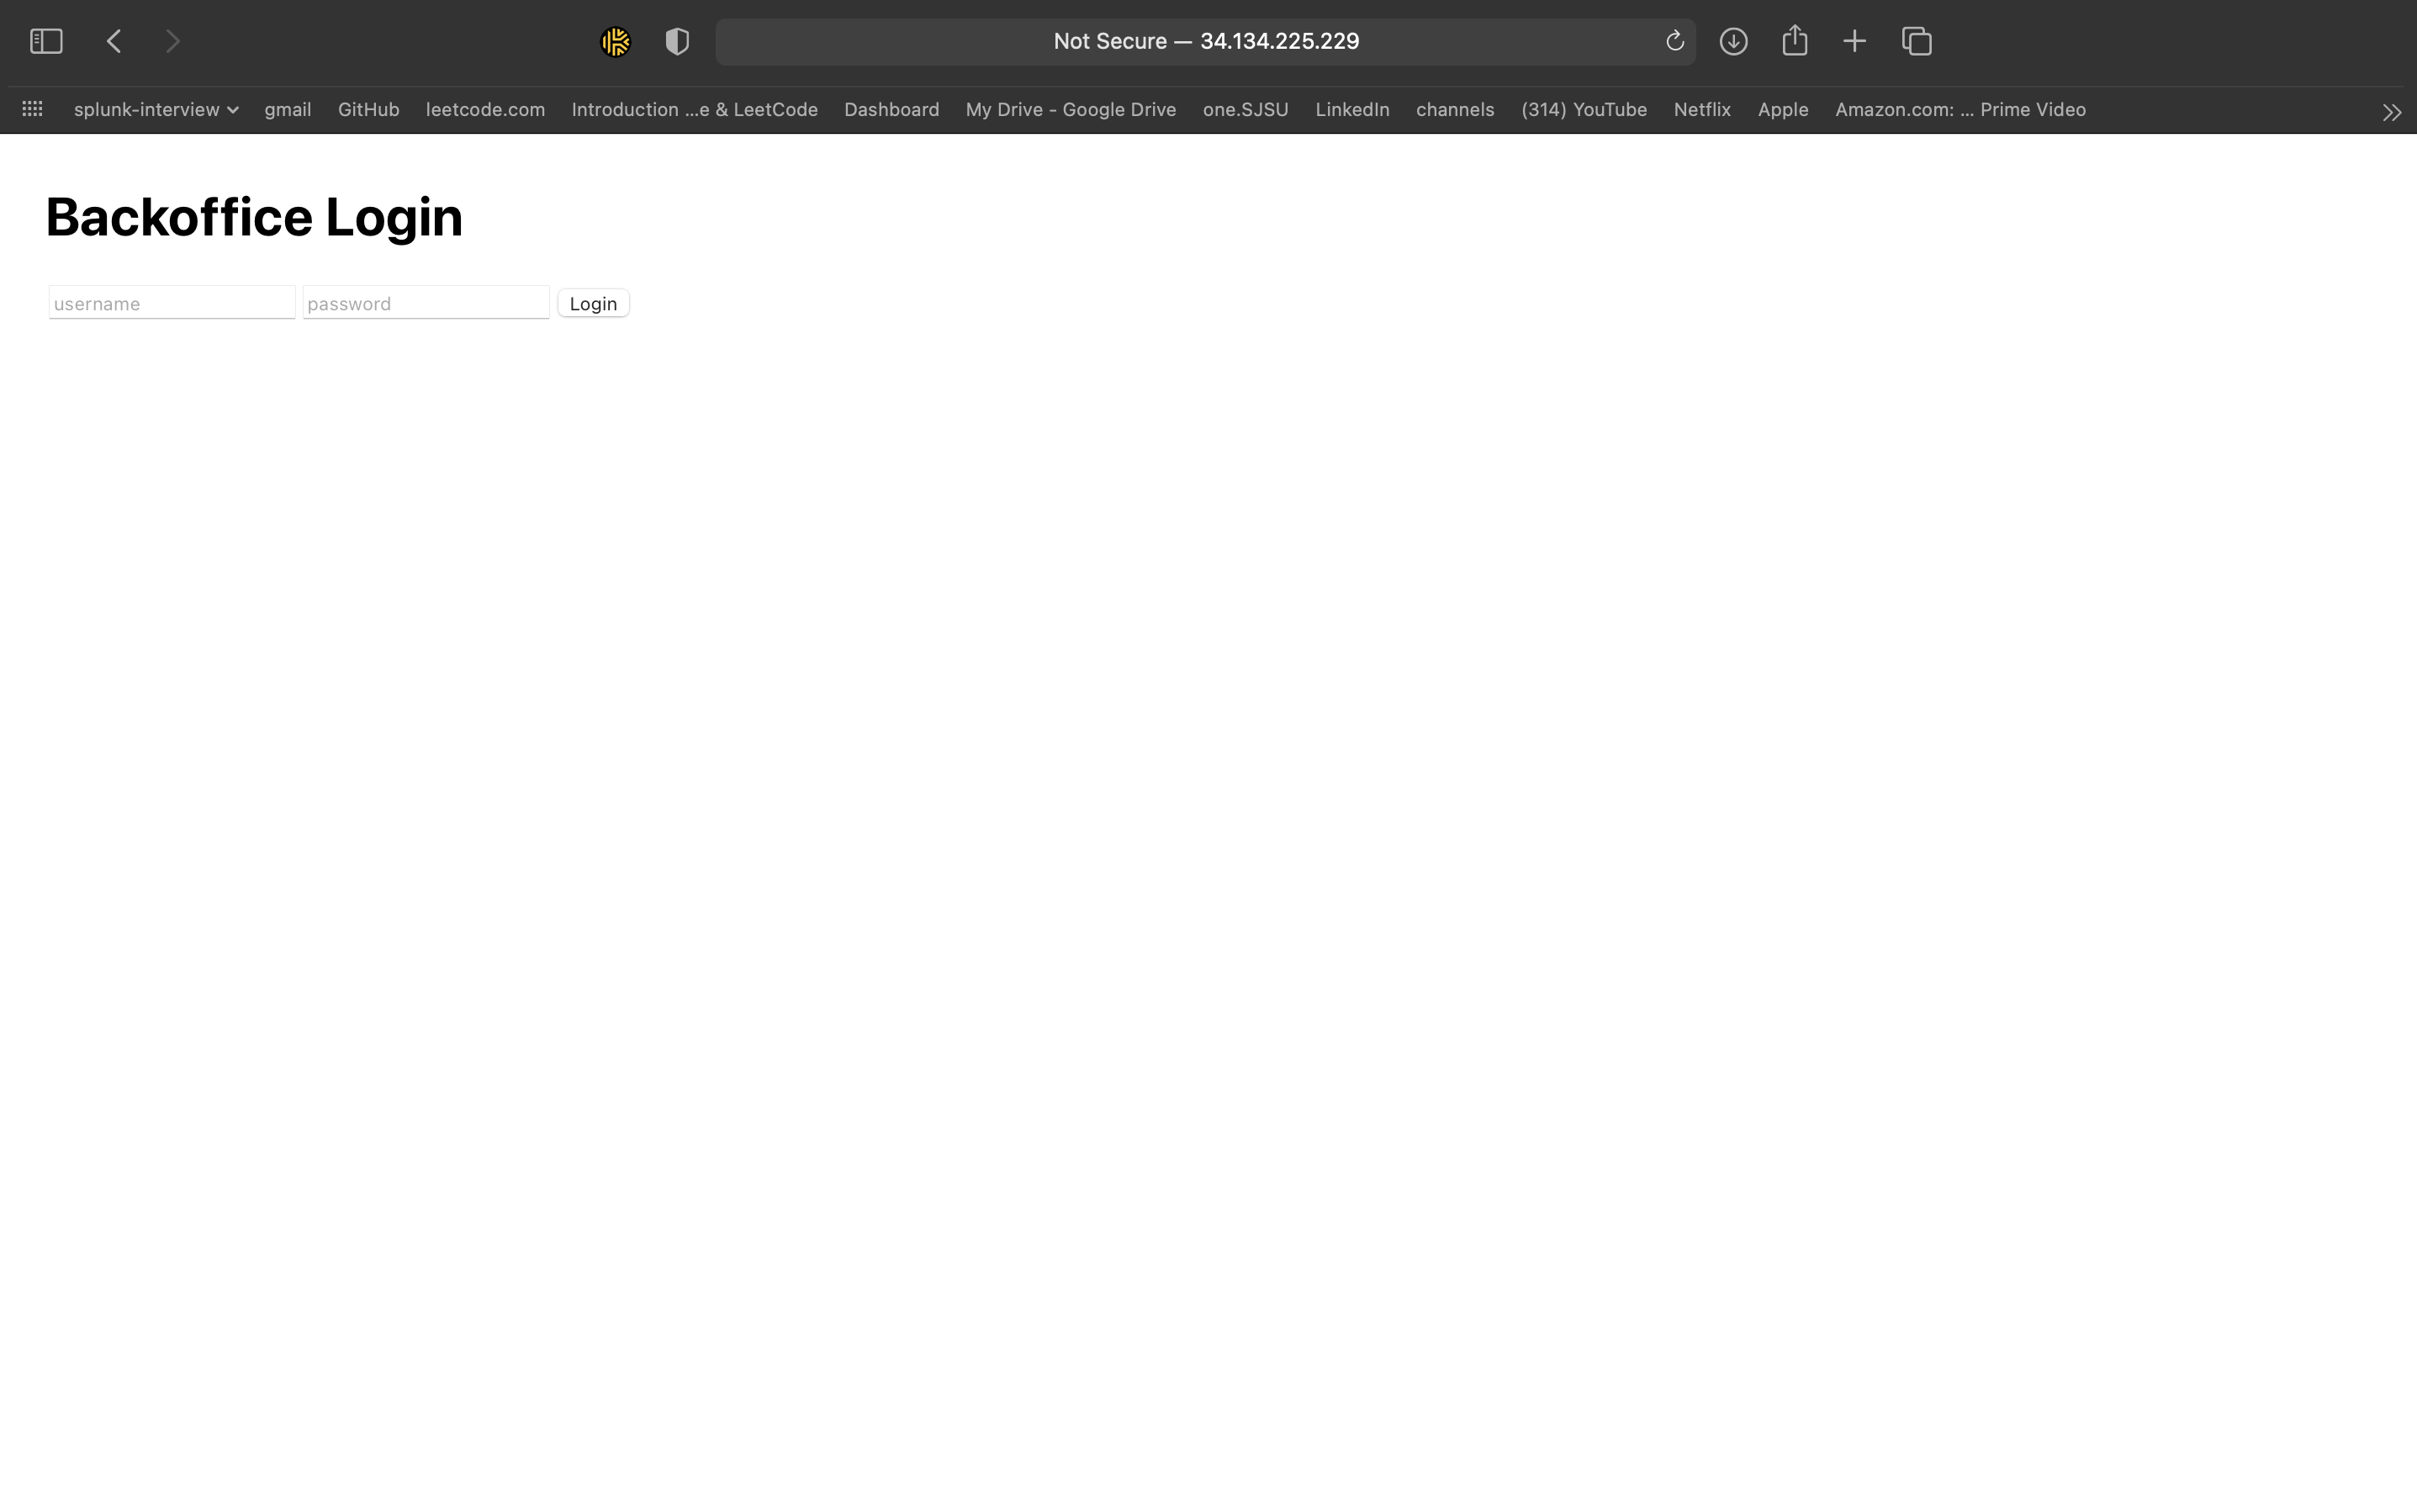 Not Secure — 34.134.225.229
splunk-interview gmail GitHub leetcode.com Introduction ...e & LeetCode Dashboard My Drive - Google Drive one.SJSU LinkedIn channels (314) YouTube Netflix Apple Amazon.com: ... Prime Video
Backoffice Login
username password Login